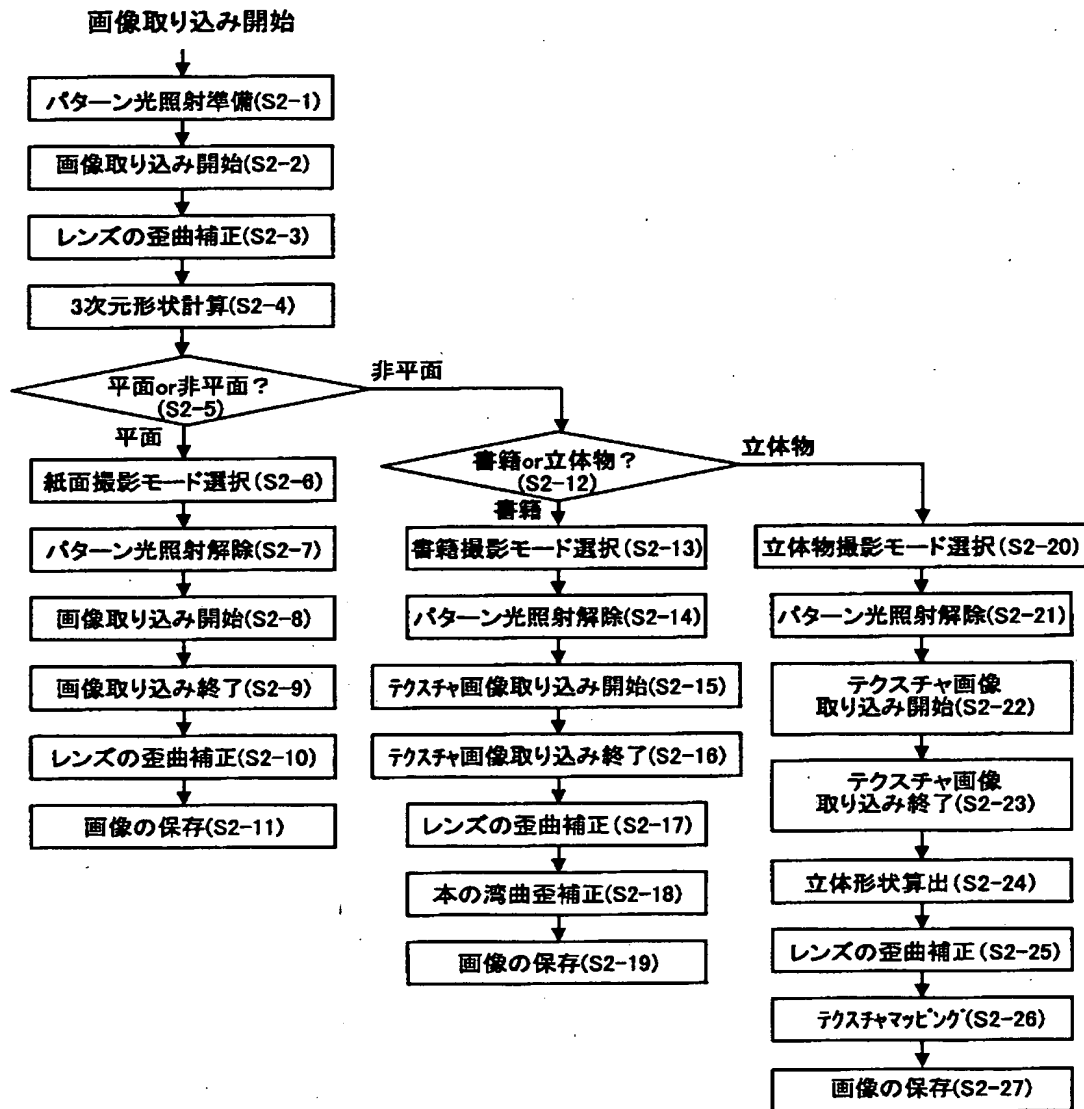 画像取り込み開始
パターン光照射準備(S2-1)
画像取り込み開始(S2-2)
レンズの歪曲補正(S2-3)
3次元形状計算(S2-4)
平面or非平面？
(S2-5)
非平面
平面
紙面撮影モード選択(S2-6)
パターン光照射解除(S2-7)
画像取り込み開始(S2-8)
画像取り込み終了(S2-9)
レンズの歪曲補正(S2-10)
画像の保存(S2-11)
書籍or立体物？
(S2-12)
立体物
書籍
書籍撮影モード選択(S2-13)
パターン光照射解除(S2-14)
テクスチャ画像取り込み開始(S2-15)
テクスチャ画像取り込み終了(S2-16)
レンズの歪曲補正(S2-17)
本の湾曲歪補正(S2-18)
画像の保存(S2-19)
立体物撮影モード選択(S2-20)
パターン光照射解除(S2-21)
テクスチャ画像
取り込み開始(S2-22)
テクスチャ画像
取り込み終了(S2-23)
立体形状算出(S2-24)
レンズの歪曲補正(S2-25)
テクスチャマッピング(S2-26)
画像の保存(S2-27)